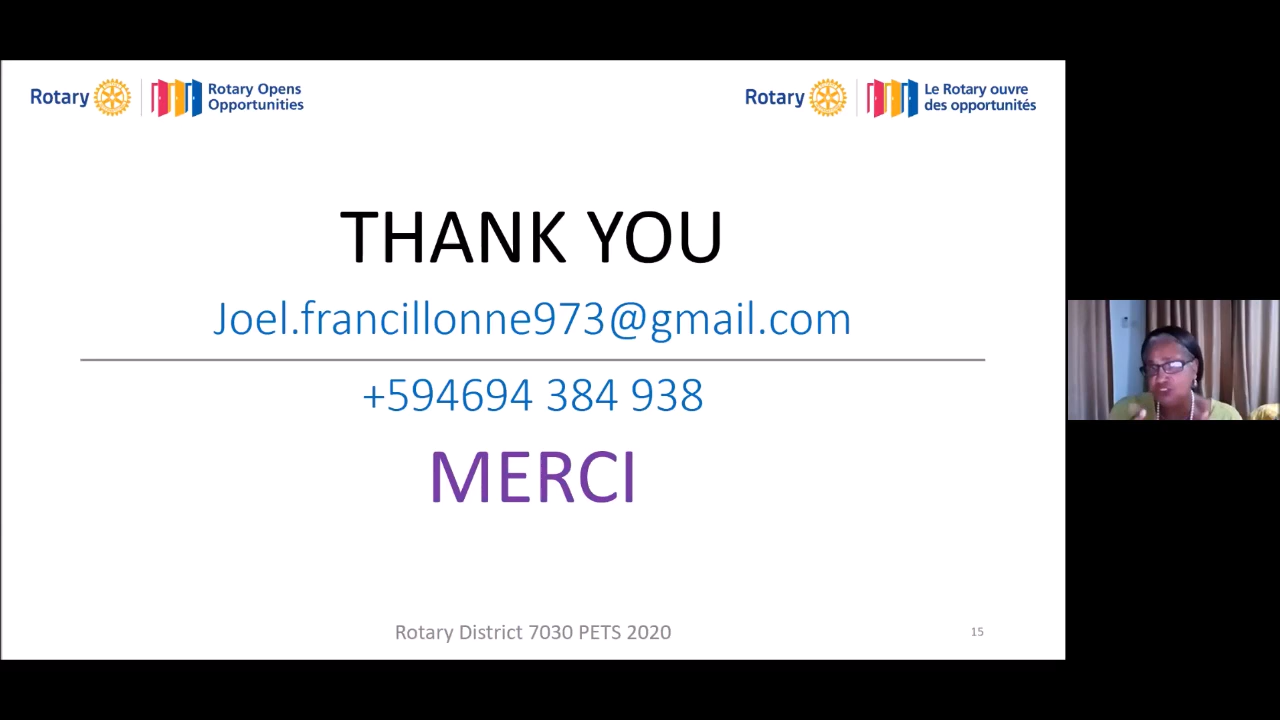 Rotary
Rotary Opens
Opportunities
Rotary
Le Rotary ouvre
des opportunités
THANK YOU
Joel.francillonne973@gmail.com
+594694 384 938
MERCI
Rotary District 7030 PETS 2020
15